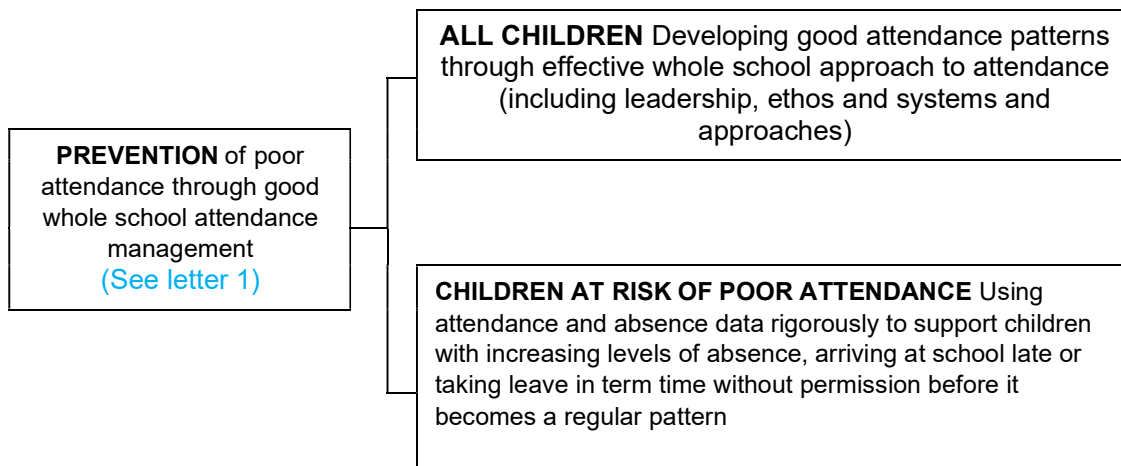 PREVENTION of poor
attendance through good
whole school attendance
management
(See letter 1)
ALL CHILDREN Developing good attendance patterns
through effective whole school approach to attendance
(including leadership, ethos and systems and
approaches)
CHILDREN AT RISK OF POOR ATTENDANCE Using
attendance and absence data rigorously to support children
with increasing levels of absence, arriving at school late or
taking leave in term time without permission before it
becomes a regular pattern